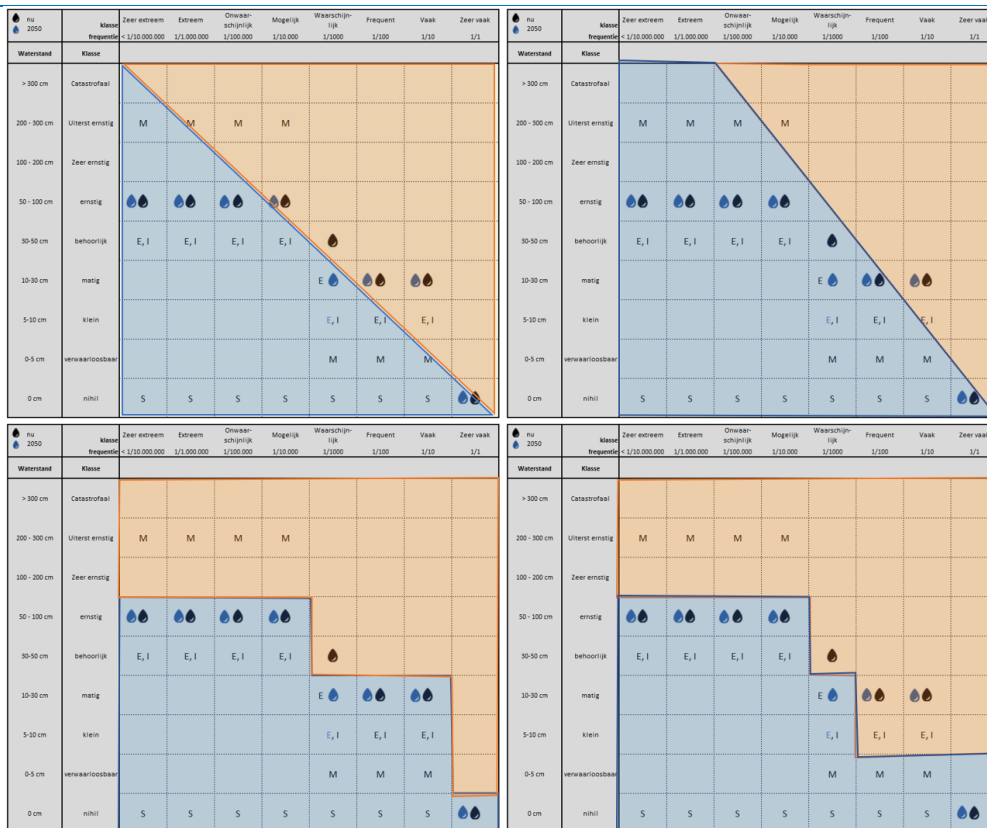 nu Zeer extreem Extreem Onwaar- Mogelijk Waarschijn- Frequent Vaak Zeer vaak
2050 klasse schijnlijk lijk
frequentie < 1/10.000.000 1/1.000.000 1/100.000 1/10.000 1/1000 1/100 1/10 1/1
Waterstand Klasse
> 300 cm Catastrofaal
200 - 300 cm Uiterst ernstig M M M M
100 - 200 cm Zeer ernstig
50 - 100 cm ernstig
30-50 cm behoorlijk E, I E, I E, I E, I
10-30 cm matig E
5-10 cm klein E, I E, I E, I
0-5 cm verwaarloosbaar M M M
0 cm nihil S S S S S S S
nu Zeer extreem Extreem Onwaar- Mogelijk Waarschijn- Frequent Vaak Zeer vaak
2050 klasse schijnlijk lijk
frequentie < 1/10.000.000 1/1.000.000 1/100.000 1/10.000 1/1000 1/100 1/10 1/1
Waterstand Klasse
> 300 cm Catastrofaal
200 - 300 cm Uiterst ernstig M M M M
100 - 200 cm Zeer ernstig
50 - 100 cm ernstig
30-50 cm behoorlijk E, I E, I E, I E, I
10-30 cm matig E
5-10 cm klein E, I E, I E, I
0-5 cm verwaarloosbaar M M M
0 cm nihil S S S S S S S
nu Zeer extreem Extreem Onwaar- Mogelijk Waarschijn- Frequent Vaak Zeer vaak
2050 klasse schijnlijk lijk
frequentie < 1/10.000.000 1/1.000.000 1/100.000 1/10.000 1/1000 1/100 1/10 1/1
Waterstand Klasse
> 300 cm Catastrofaal
200 - 300 cm Uiterst ernstig M M M M
100 - 200 cm Zeer ernstig
50 - 100 cm ernstig
30-50 cm behoorlijk E, I E, I E, I E, I
10-30 cm matig E
5-10 cm klein E, I E, I E, I
0-5 cm verwaarloosbaar M M M
0 cm nihil S S S S S S S
nu Zeer extreem Extreem Onwaar- Mogelijk Waarschijn- Frequent Vaak Zeer vaak
2050 klasse schijnlijk lijk
frequentie < 1/10.000.000 1/1.000.000 1/100.000 1/10.000 1/1000 1/100 1/10 1/1
Waterstand Klasse
> 300 cm Catastrofaal
200 - 300 cm Uiterst ernstig M M M M
100 - 200 cm Zeer ernstig
50 - 100 cm ernstig
30-50 cm behoorlijk E, I E, I E, I E, I
10-30 cm matig E
5-10 cm klein E, I E, I E, I
0-5 cm verwaarloosbaar M M M
0 cm nihil S S S S S S S